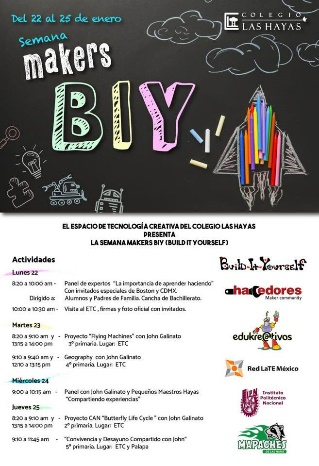 Del 22 al 25 de enero
COLEGIO
LAS HAYAS
Semana
makers
BIY
EL ESPACIO DE TECNOLOGÍA CREATIVA DEL COLEGIO LAS HAYAS
PRESENTA
LA SEMANA MAKERS BIY (BUILD IT YOURSELF)
Actividades
Lunes 22
8:20 a 10:00 am - Panel de expertos "La importancia de aprender haciendo"
Con invitados especiales de Boston y CDMX.
Dirigido a: Alumnos y Padres de Familia. Cancha de Bachillerato.
10:00 a 10:30 am - Visita al ETC, firmas y foto oficial con invitados.
Martes 23
8:20 a 9:10 am y - Proyecto "Flying Machines" con John Galinato
13:15 a 14:00 pm 3° primaria. Lugar: ETC
9:10 a 9:40 am y - Geography con John Galinato
12:10 a 13:15 pm 4° primaria. Lugar: ETC
Miércoles 24
9:00 a 10:15 am - Panel con John Galinato y Pequeños Maestros Hayas
"Compartiendo experiencias"
Jueves 25
8:20 a 9:10 am y - Proyecto CAN "Butterfly Life Cycle" con John Galinato
13:15 a 14:00 pm 2° primaria. Lugar: ETC
9:10 a 11:45 am - "Convivencia y Desayuno Compartido con John"
5° primaria. Lugar: ETC y Palapa
Build-It-Yourself
hacedores
Maker community
edukre@tivos
Red LaTE México
Instituto
Politécnico
Nacional
MAPACHES